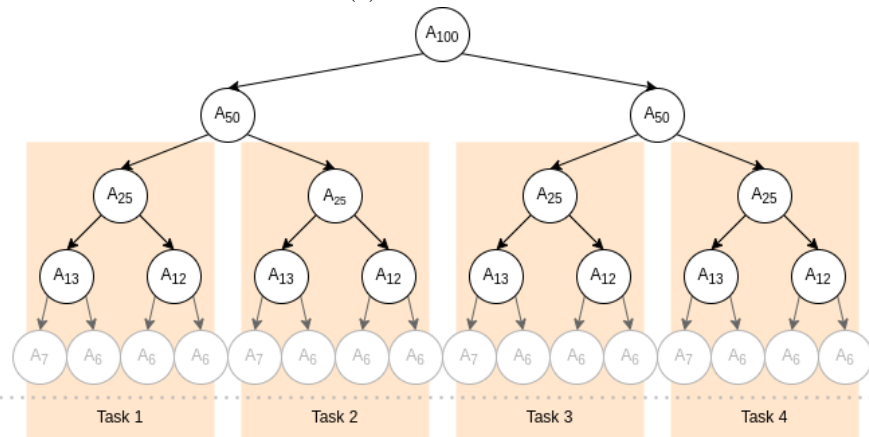 A100
A50 A50
A25 A25 A25 A25
A13 A12 A13 A12 A13 A12 A13 A12
A7 A6 A6 A6 A7 A6 A6 A6 A7 A6 A6 A6 A7 A6 A6 A6
Task 1 Task 2 Task 3 Task 4